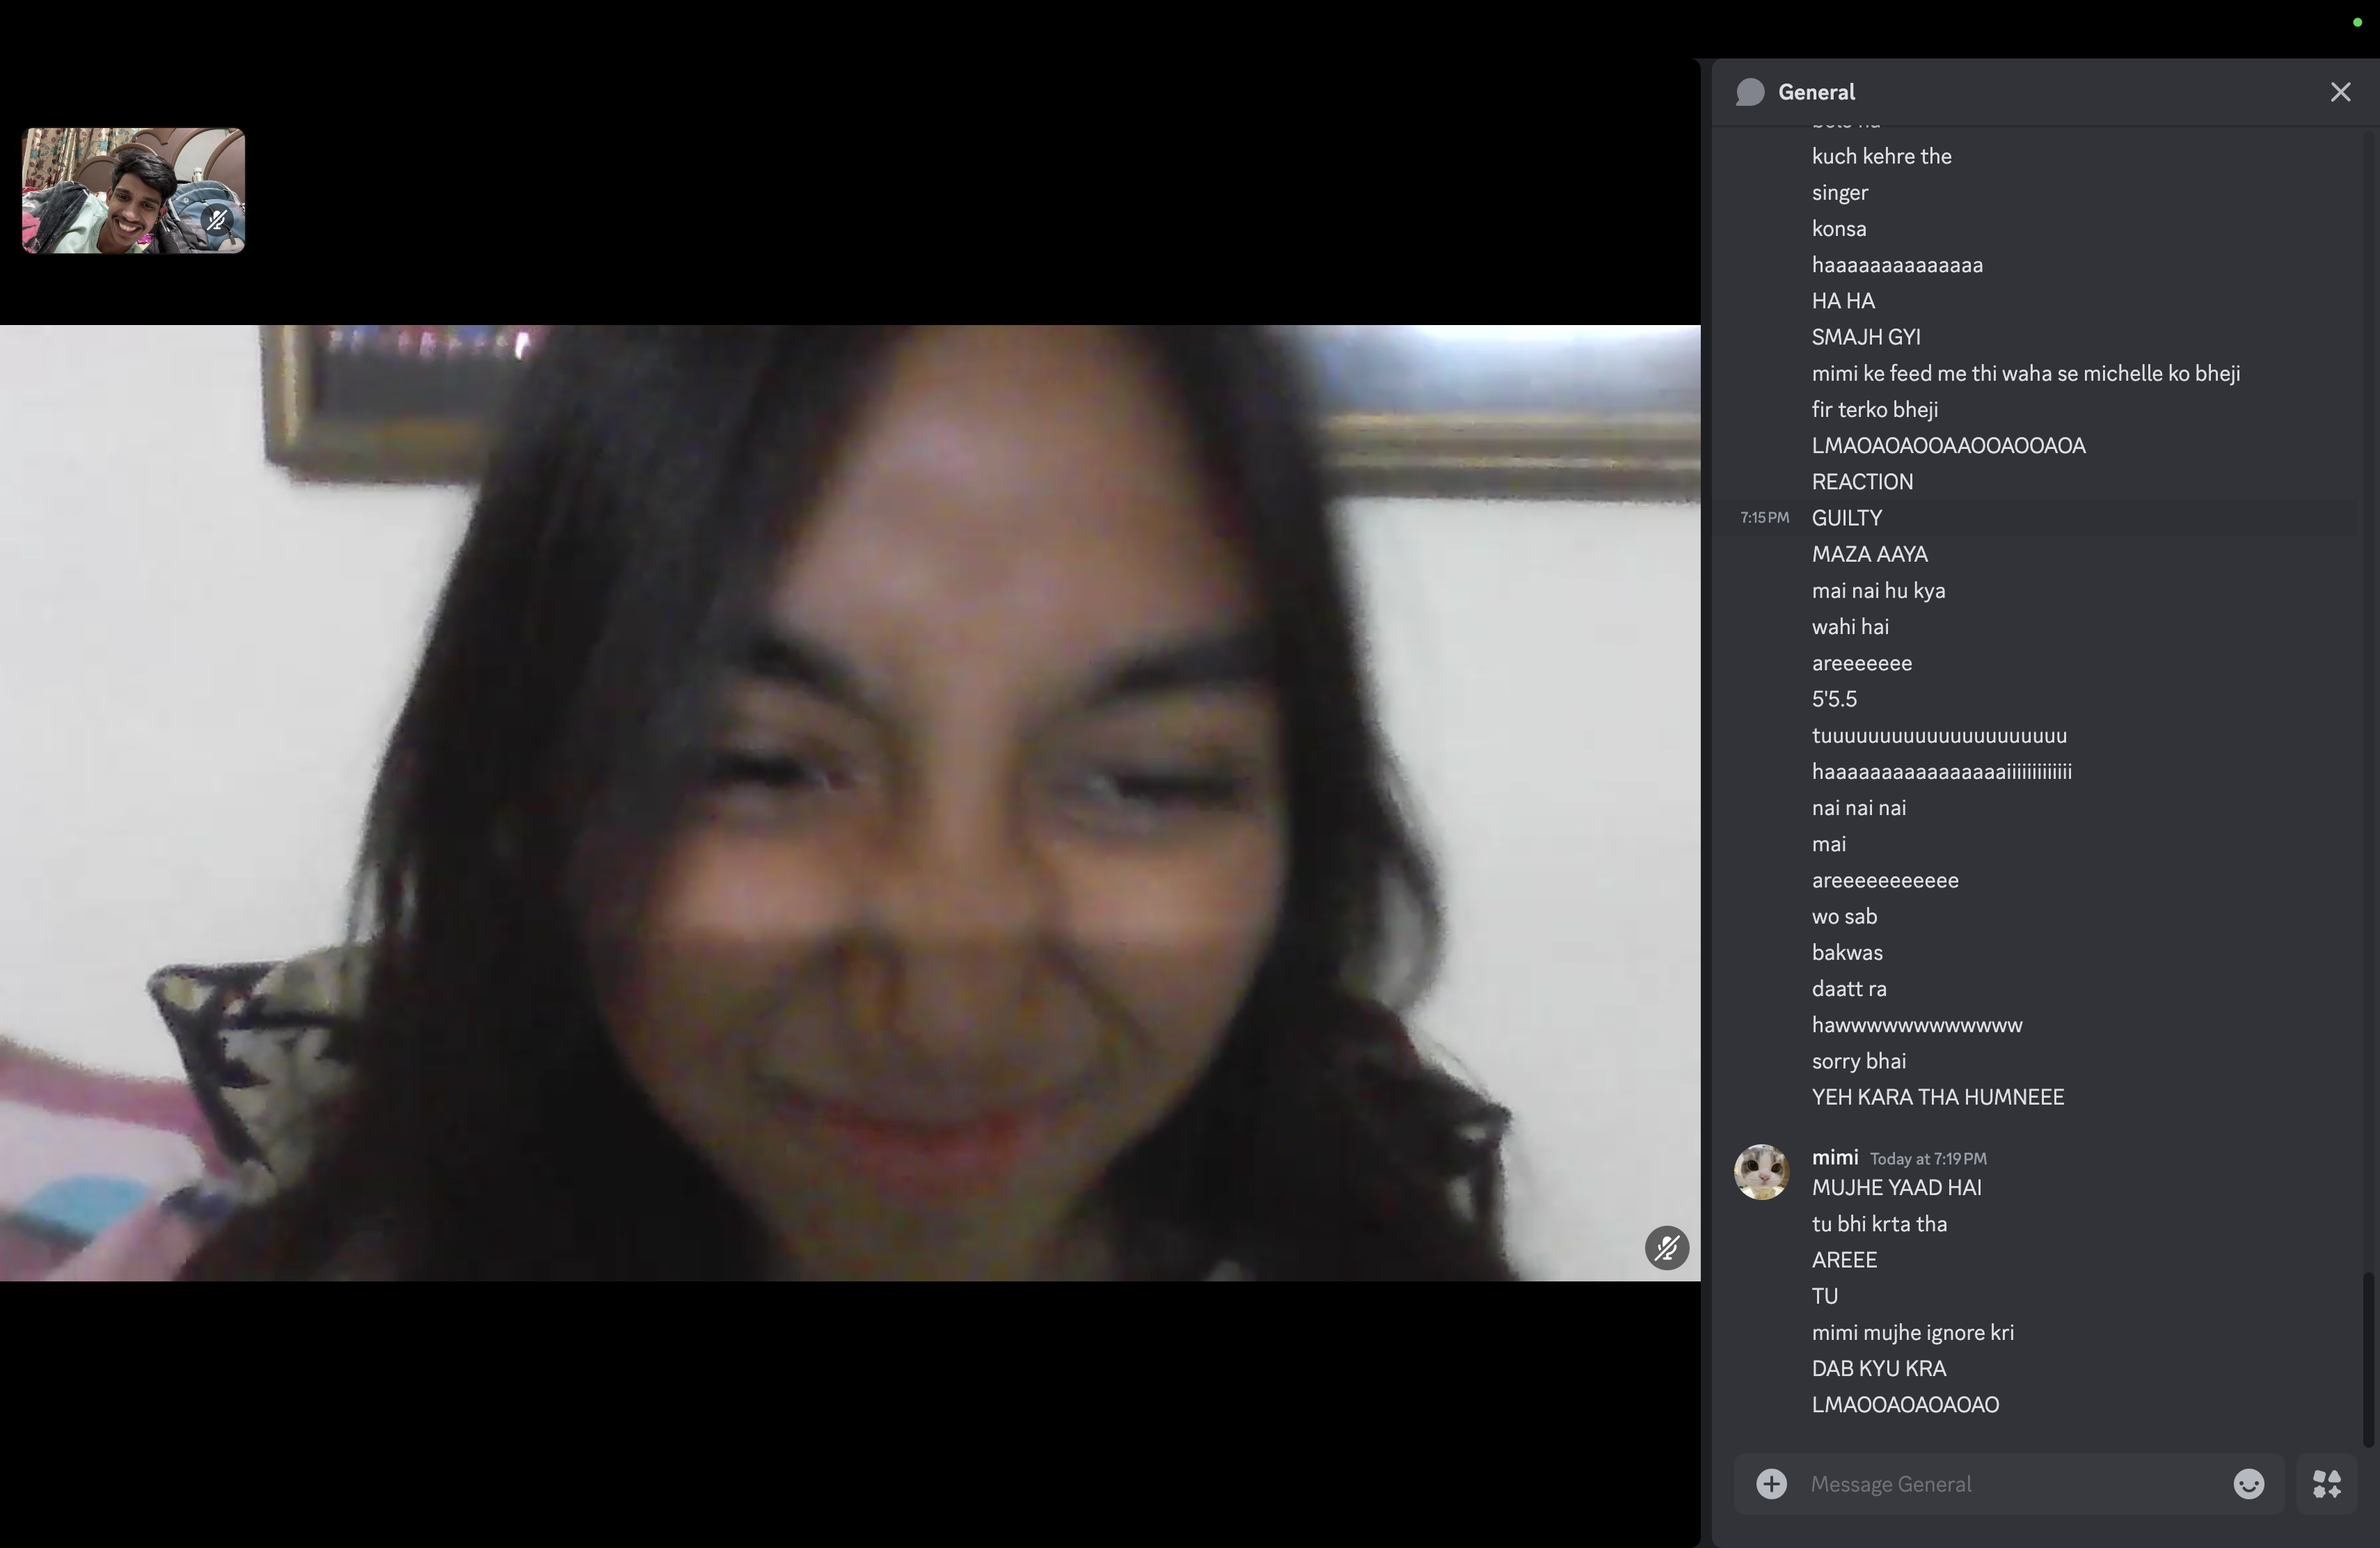 General
kuch kehre the
singer
konsa
haaaaaaaaaaaaaa
HA HA
SMAJH GYI
mimi ke feed me thi waha se michelle ko bheji
fir terko bheji
LMAOAOAOOAAOOAOOAOA
REACTION
7:15 PM GUILTY
MAZA AAYA
mai nai hu kya
wahi hai
areeeeeee
5'5.5
tuuuuuuuuuuuuuuuuuuuuu
haaaaaaaaaaaaaaaaiiiiiiiiiiiii
nai nai nai
mai
areeeeeeeeeee
wo sab
bakwas
daatt ra
hawwwwwwwwwwww
sorry bhai
YEH KARA THA HUMNEEE
mimi Today at 7:19 PM
MUJHE YAAD HAI
tu bhi krta tha
AREEE
TU
mimi mujhe ignore kri
DAB KYU KRA
LMAOOAOAOAOAO
Message General